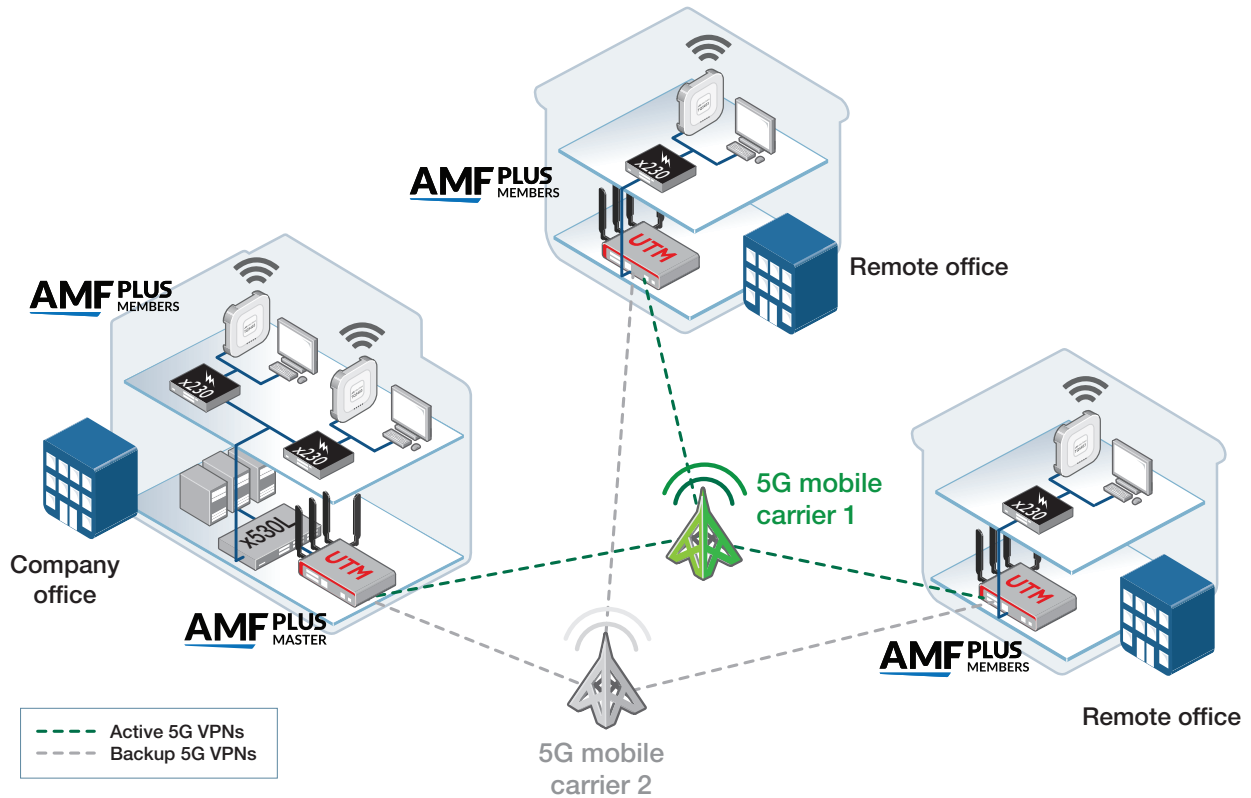 AMF PLUS
MEMBERS
x230
UTM
Remote office
AMF PLUS
MEMBERS
x230
x230
x530L
UTM
Company
office
AMF PLUS
MASTER
5G mobile
carrier 1
x230
UTM
AMF PLUS
MEMBERS
Remote office
5G mobile
carrier 2
Active 5G VPNs
Backup 5G VPNs